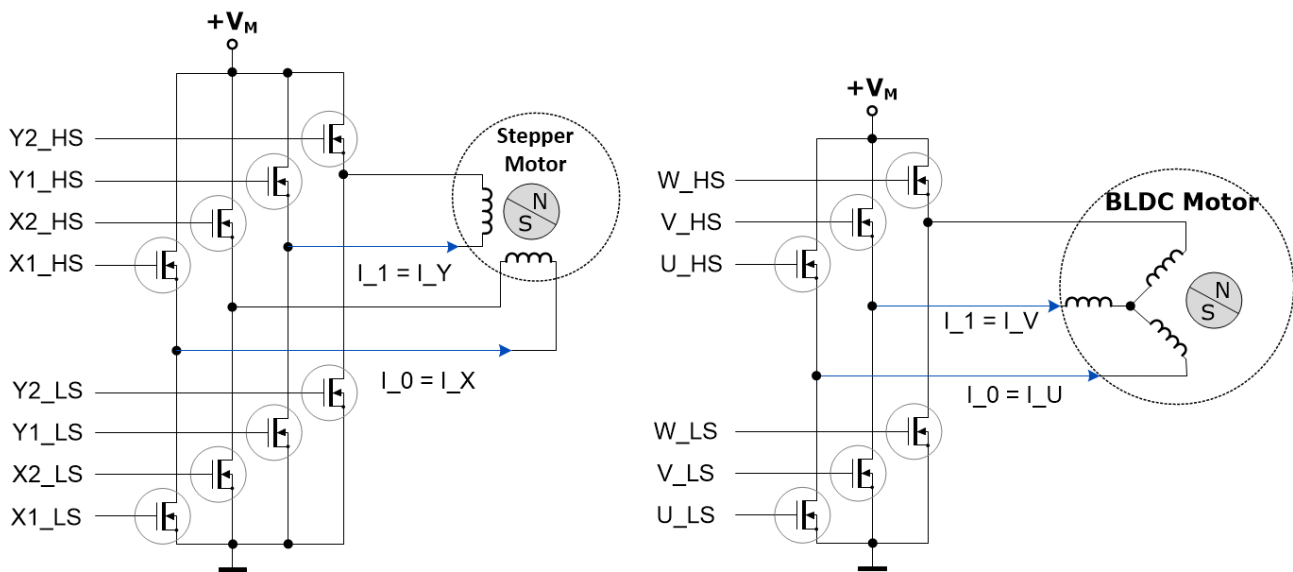 +VM
Y2_HS
Y1_HS
X2_HS
X1_HS
Stepper
Motor
N
S
I_1 = I_Y
I_0 = I_X
Y2_LS
Y1_LS
X2_LS
X1_LS
+VM
W_HS
V_HS
U_HS
BLDC Motor
N
S
I_1 = I_V
I_0 = I_U
W_LS
V_LS
U_LS